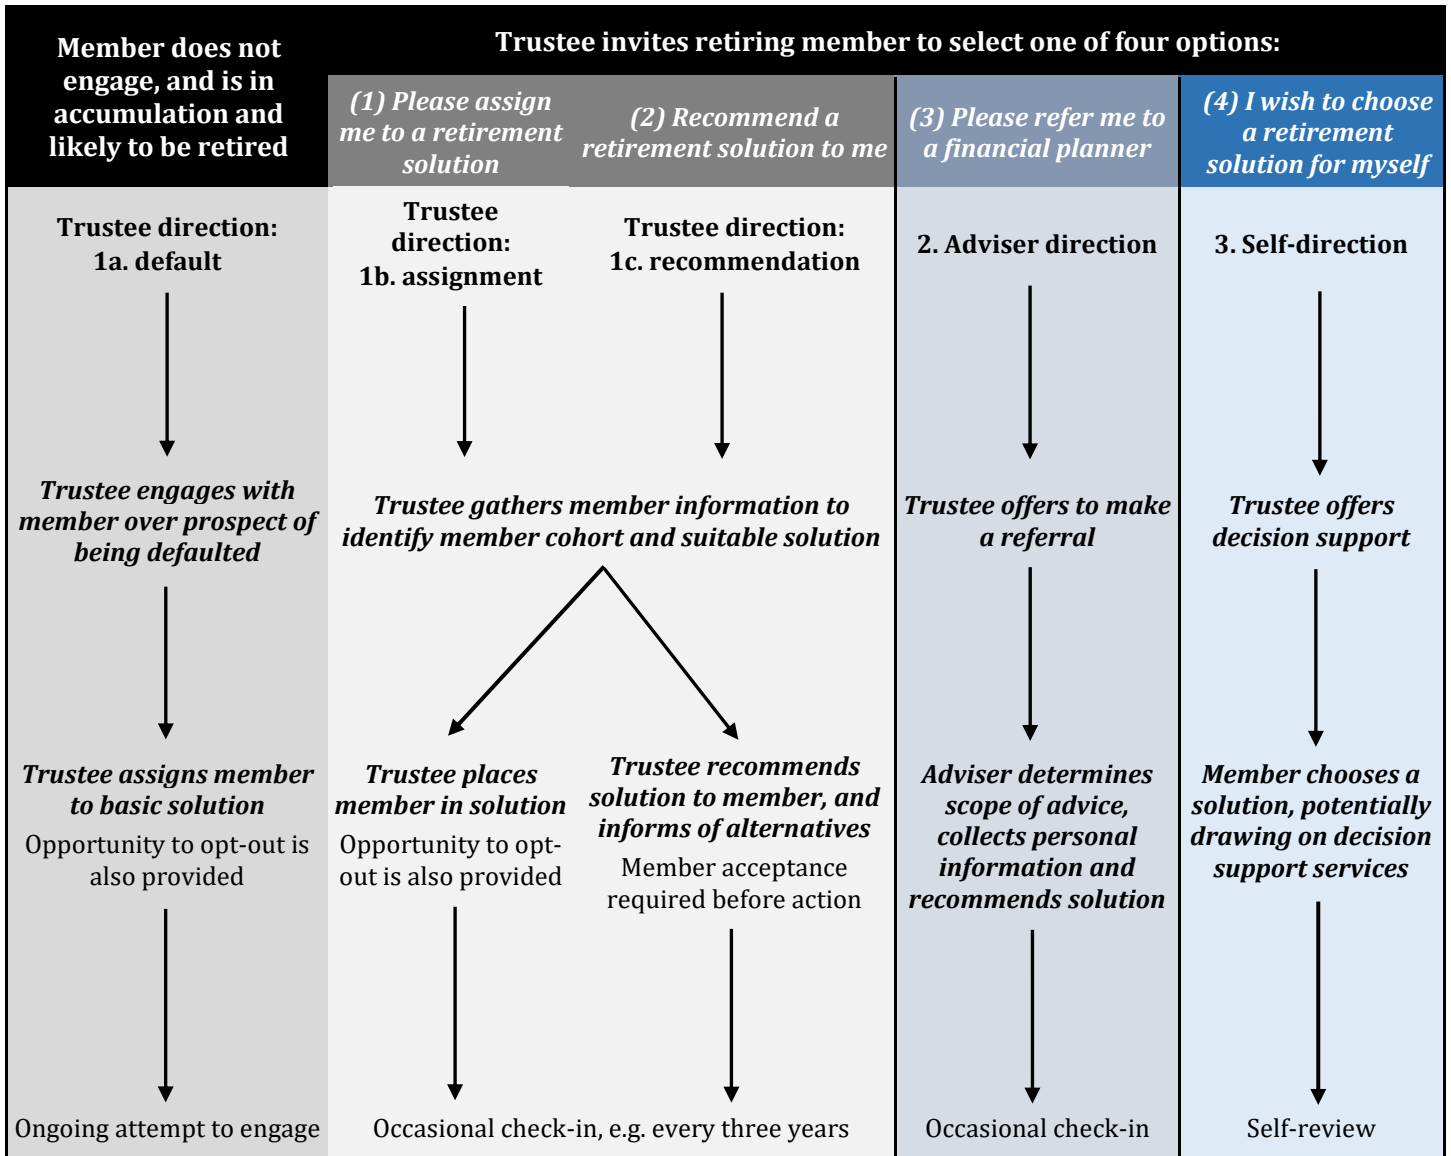 Member does not
engage, and is in
accumulation and
likely to be retired
Trustee invites retiring member to select one of four options:
(1) Please assign
me to a retirement
solution
(2) Recommend a
retirement solution to me
(3) Please refer me to
a financial planner
(4) I wish to choose
a retirement
solution for myself
Trustee direction:
1a. default
Trustee
direction:
1b. assignment
Trustee direction:
1c. recommendation
2. Adviser direction
3. Self-direction
Trustee engages with
member over prospect of
being defaulted
Trustee gathers member information to
identify member cohort and suitable solution
Trustee offers to make
a referral
Trustee offers
decision support
Trustee assigns member
to basic solution
Opportunity to opt-out is
also provided
Trustee places
member in solution
Opportunity to opt-
out is also provided
Trustee recommends
solution to member, and
informs of alternatives
Member acceptance
required before action
Adviser determines
scope of advice,
collects personal
information and
recommends solution
Member chooses a
solution, potentially
drawing on decision
support services
Ongoing attempt to engage
Occasional check-in, e.g. every three years
Occasional check-in
Self-review